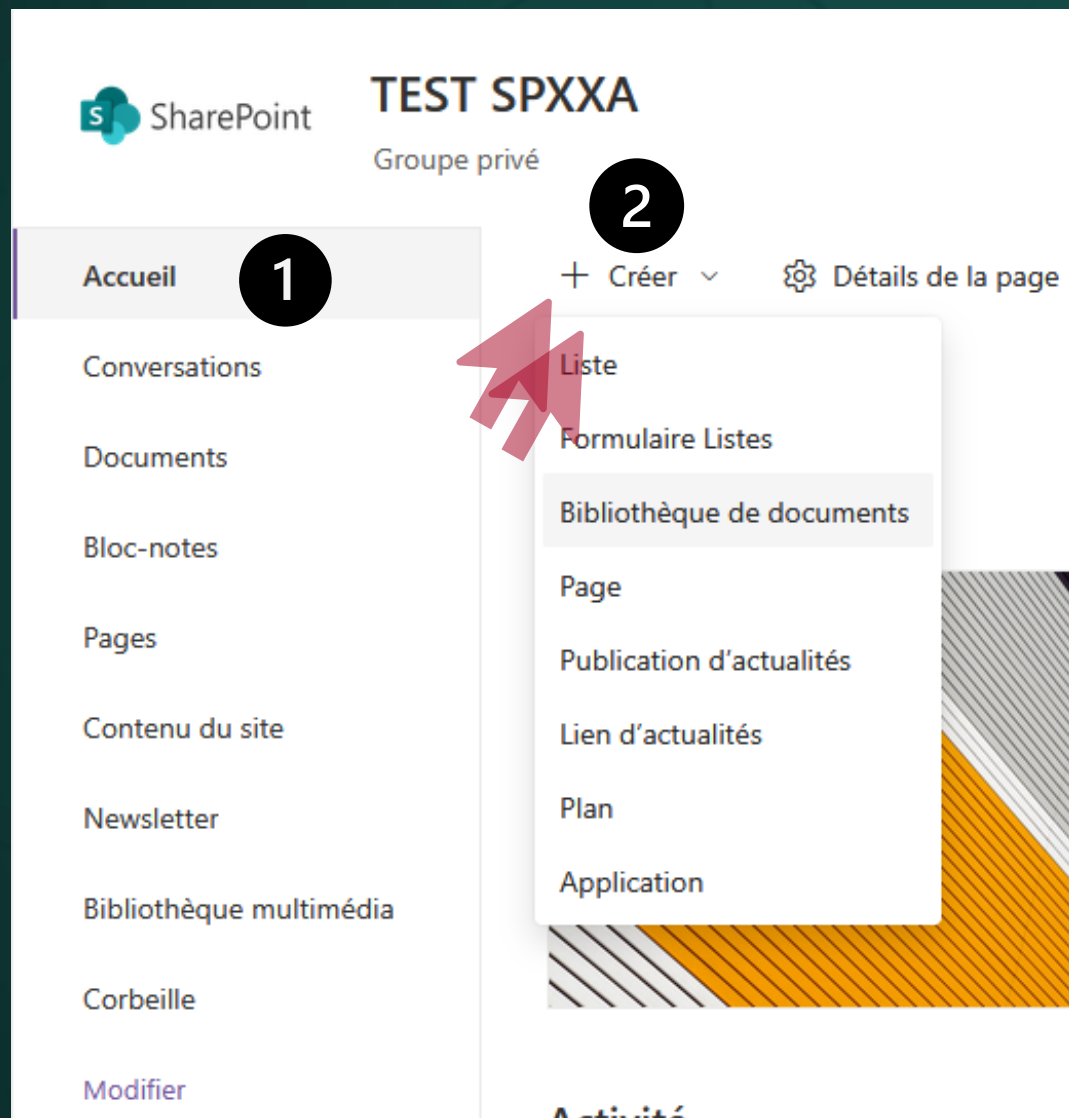 S SharePoint
TEST SPXXA
Groupe privé
Accueil 1
Conversations
Documents
Bloc-notes
Pages
Contenu du site
Newsletter
Bibliothèque multimédia
Corbeille
Modifier
2
Créer
Détails de la page
Liste
Formulaire Listes
Bibliothèque de documents
Page
Publication d’actualités
Lien d’actualités
Plan
Application
Activité